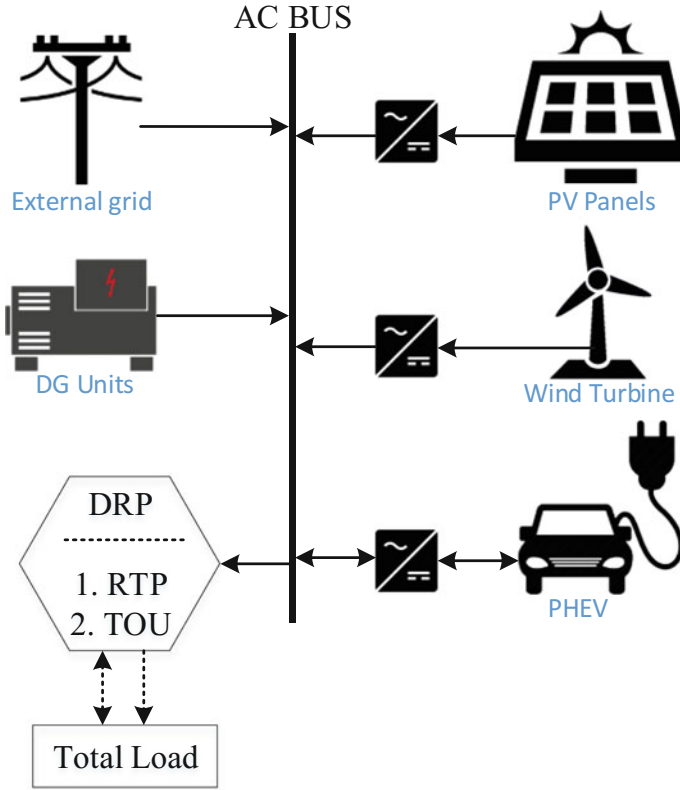 AC BUS
External grid
PV Panels
DG Units
Wind Turbine
DRP
1. RTP
2. TOU
PHEV
Total Load